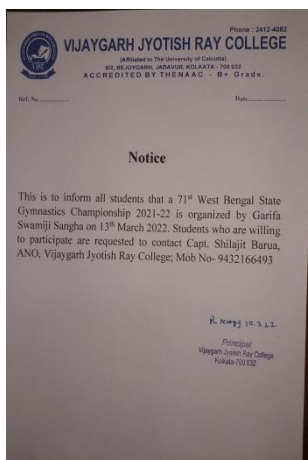 Phone : 2412-4082
VIJAYGARH JYOTISH RAY COLLEGE
(Affiliated to The University of Calcutta)
8/2, BEJOYGARH, JADAVUR, KOLKATA - 700 032
ACCREDITED BY THENAAC - B+ Grade.
Ref. No...............
Date...................
Notice
This is to inform all students that a 71st West Bengal State
Gymnastics Championship 2021-22 is organized by Garifa
Swamiji Sangha on 13th March 2022. Students who are willing
to participate are requested to contact Capt. Shilajit Barua,
ANO, Vijaygarh Jyotish Ray College; Mob No- 9432166493
10.3.22
Principal
Vijaygarh Jyotish Ray College
Kolkata-700 032